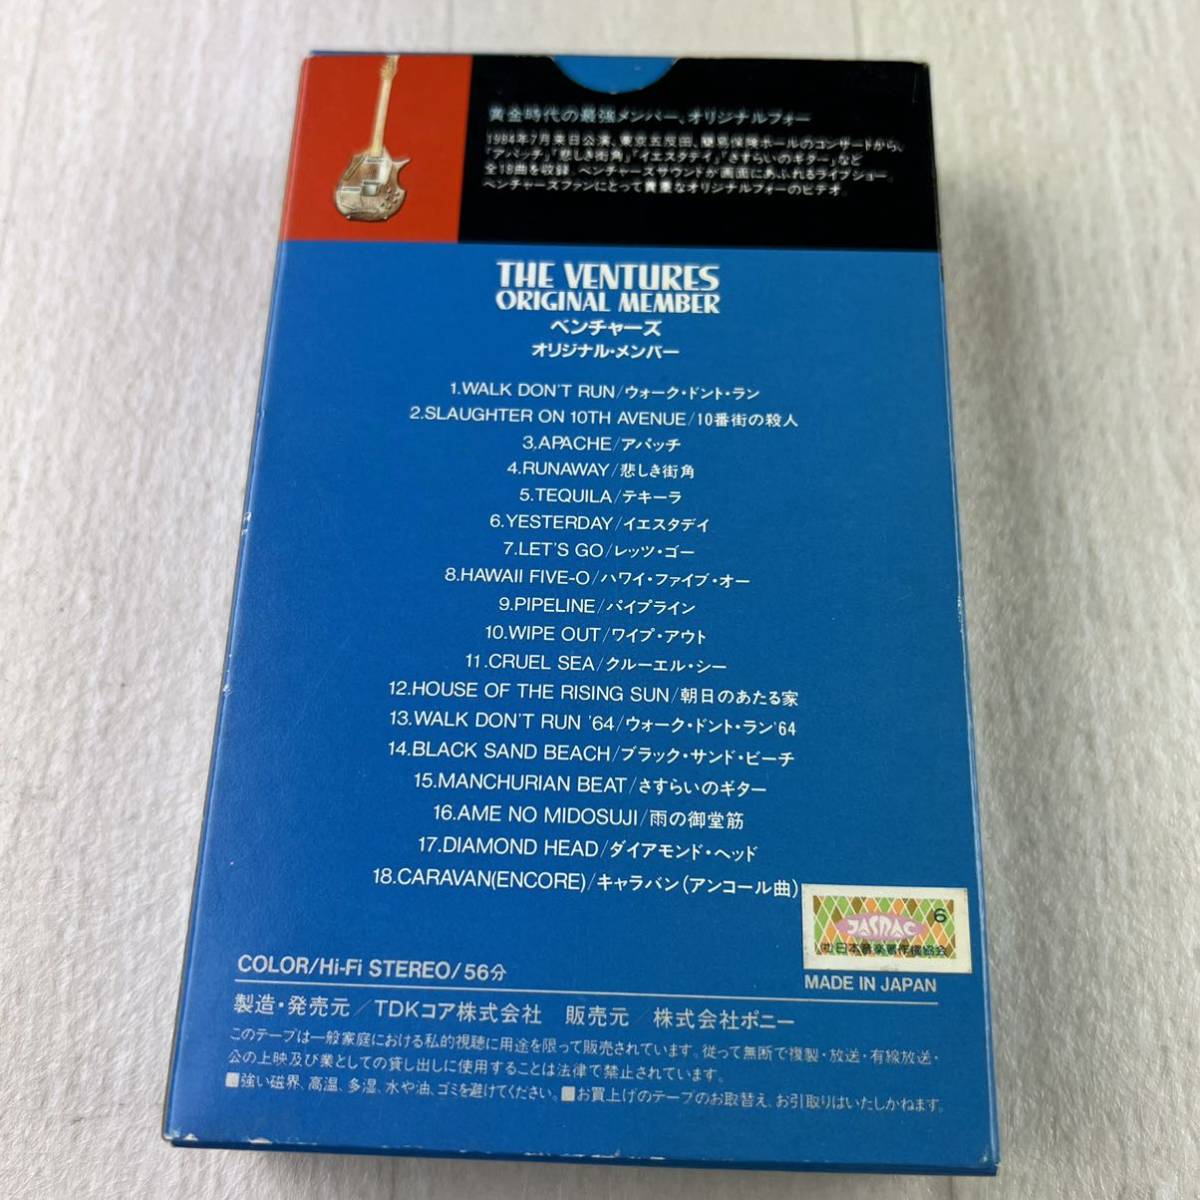 黄金時代の最強メンバー、オリジナルフォー
1984年7月来日公演、東京五反田、簡易保険ホールのコンサートから、
「アパッチ」「悲しき街角」「イエスタデイ」「さすらいのギター」など
全18曲を収録。ベンチャーズサウンドが画面にあふれるライブショー。
ベンチャーズファンにとって貴重なオリジナルフォーのビデオ。
THE VENTURES
ORIGINAL MEMBER
ベンチャーズ
オリジナル・メンバー
1.WALK DON'T RUN/ウォーク・ドント・ラン
2.SLAUGHTER ON 10TH AVENUE/10番街の殺人
3.APACHE/アパッチ
4.RUNAWAY/悲しき街角
5.TEQUILA/テキーラ
6.YESTERDAY/イエスタデイ
7.LET'S GO/レッツ・ゴー
8.HAWAII FIVE-O/ハワイ・ファイブ・オー
9.PIPELINE/パイプライン
10.WIPE OUT/ワイプ・アウト
11.CRUEL SEA/クルーエル・シー
12.HOUSE OF THE RISING SUN/朝日のあたる家
13.WALK DON'T RUN '64/ウォーク・ドント・ラン'64
14.BLACK SAND BEACH/ブラック・サンド・ビーチ
15.MANCHURIAN BEAT/さすらいのギター
16.AME NO MIDOSUJI/雨の御堂筋
17.DIAMOND HEAD/ダイアモンド・ヘッド
18.CARAVAN(ENCORE)/キャラバン(アンコール曲)
6
JASRAC
(社)日本音楽著作権協会
COLOR/Hi-Fi STEREO/56分
MADE IN JAPAN
製造・発売元/TDKコア株式会社 販売元 株式会社ポニー
このテープは一般家庭における私的視聴に用途を限って販売されています。従って無断で複製・放送・有線放送・
公の上映及び業としての貸し出しに使用することは法律で禁止されています。
■強い磁界、高温、多湿、水や油、ゴミを避けてください。■お買上げのテープのお取替え、お引取りはいたしかねます。